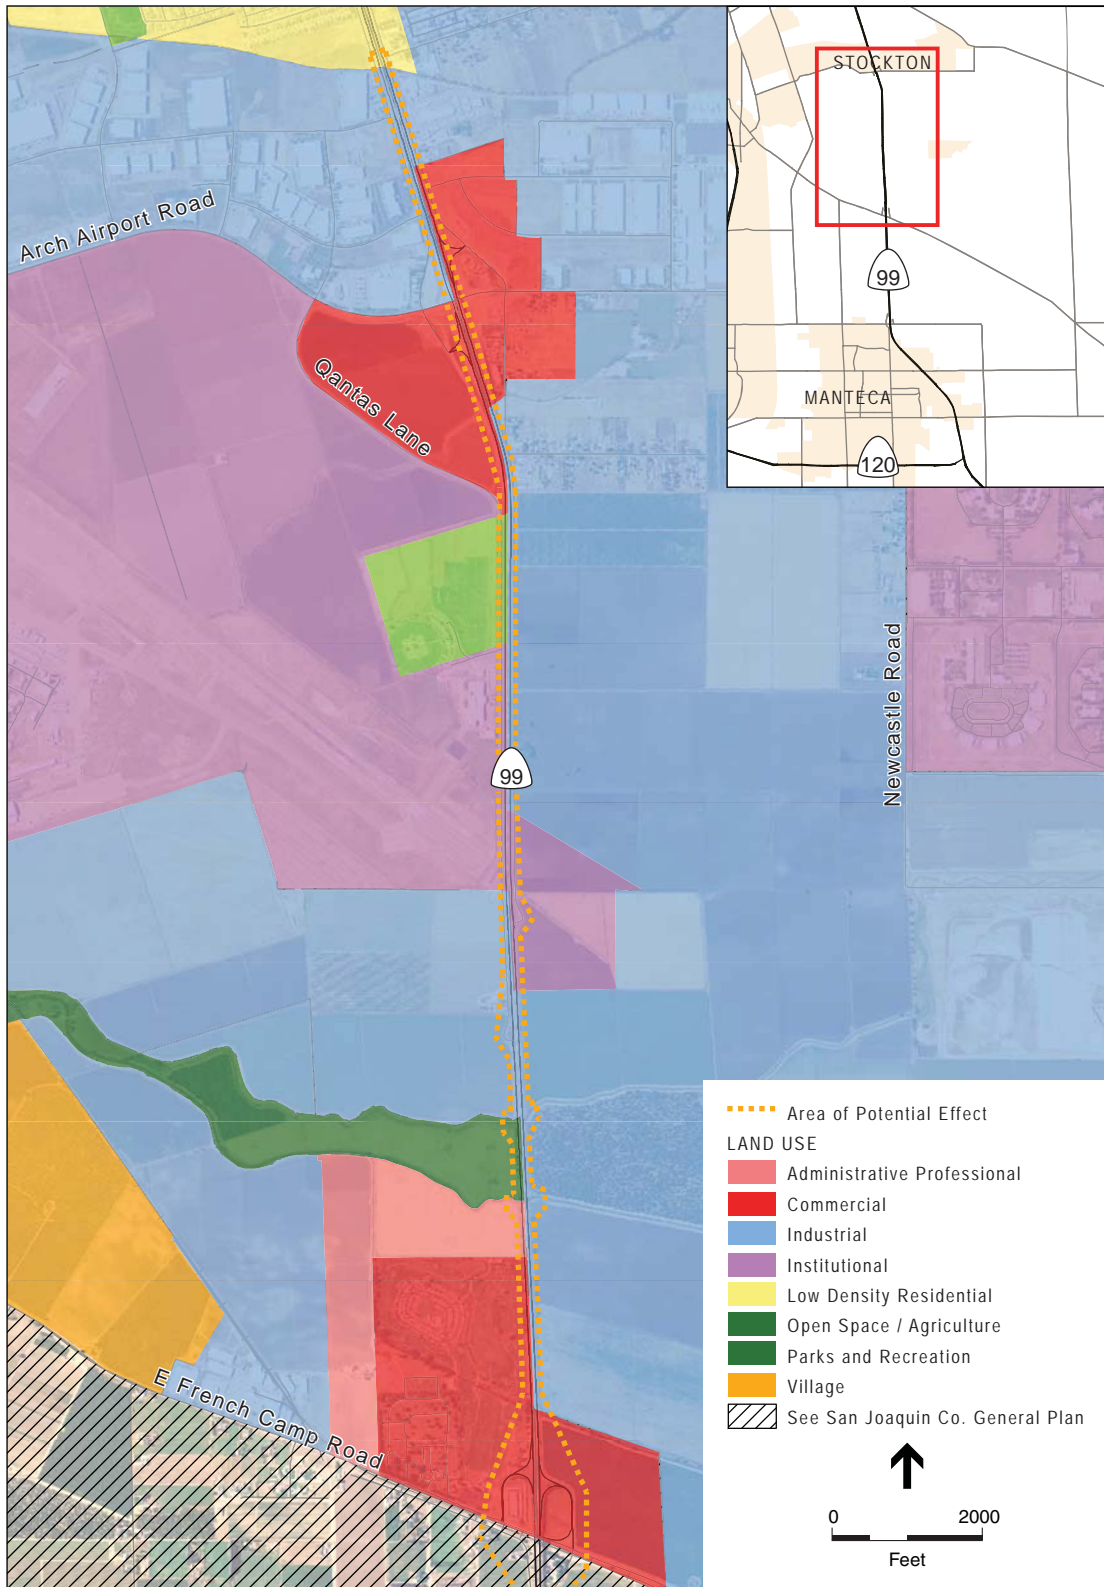 STOCKTON
99
MANTECA
120
Arch Airport Road
Qantas Lane
Newcastle Road
99
E French Camp Road
Area of Potential Effect
LAND USE
Administrative Professional
Commercial
Industrial
Institutional
Low Density Residential
Open Space / Agriculture
Parks and Recreation
Village
See San Joaquin Co. General Plan
0 2000
Feet